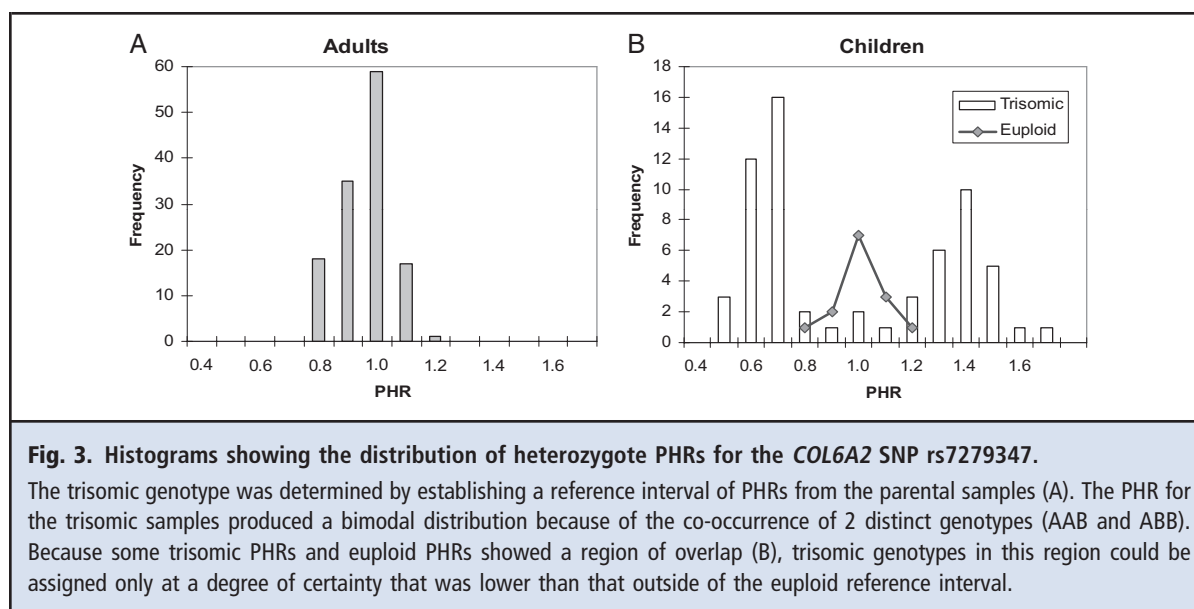 A
Adults
60
50
40
30
20
10
0
Frequency
0.4 0.6 0.8 1.0 1.2 1.4 1.6
PHR
B
Children
18
16
14
12
10
8
6
4
2
0
Frequency
Trisomic
Euploid
0.4 0.6 0.8 1.0 1.2 1.4 1.6
PHR
Fig. 3. Histograms showing the distribution of heterozygote PHRs for the COL6A2 SNP rs7279347.
The trisomic genotype was determined by establishing a reference interval of PHRs from the parental samples (A). The PHR for
the trisomic samples produced a bimodal distribution because of the co-occurrence of 2 distinct genotypes (AAB and ABB).
Because some trisomic PHRs and euploid PHRs showed a region of overlap (B), trisomic genotypes in this region could be
assigned only at a degree of certainty that was lower than that outside of the euploid reference interval.